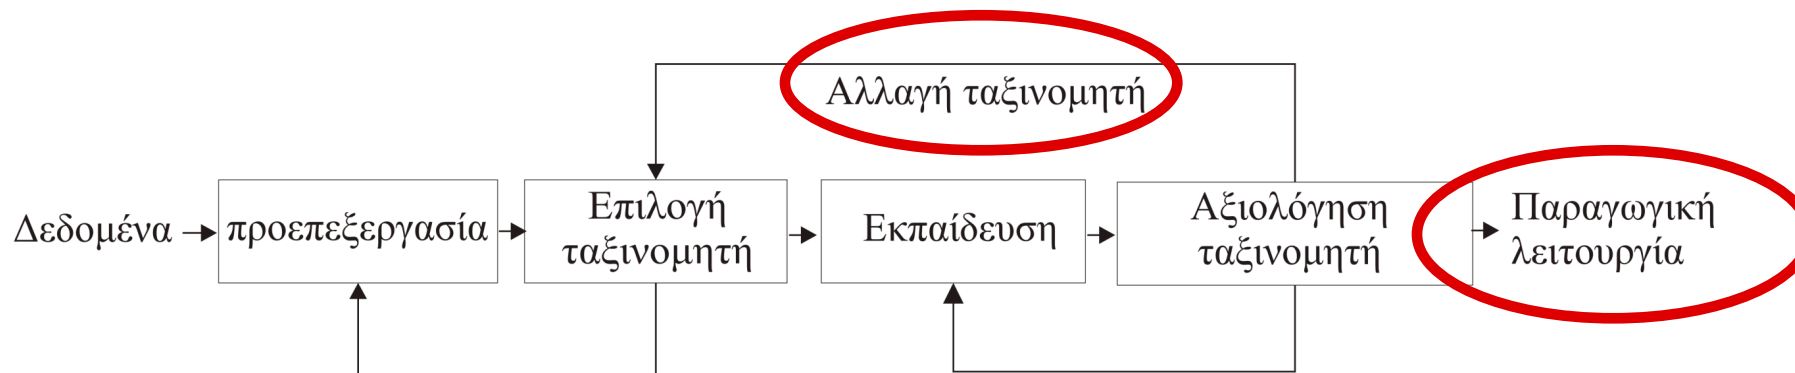 Αλλαγή ταξινομητή
Δεδομένα
προεπεξεργασία
Επιλογή
ταξινομητή
Εκπαίδευση
Αξιολόγηση
ταξινομητή
Παραγωγική
λειτουργία